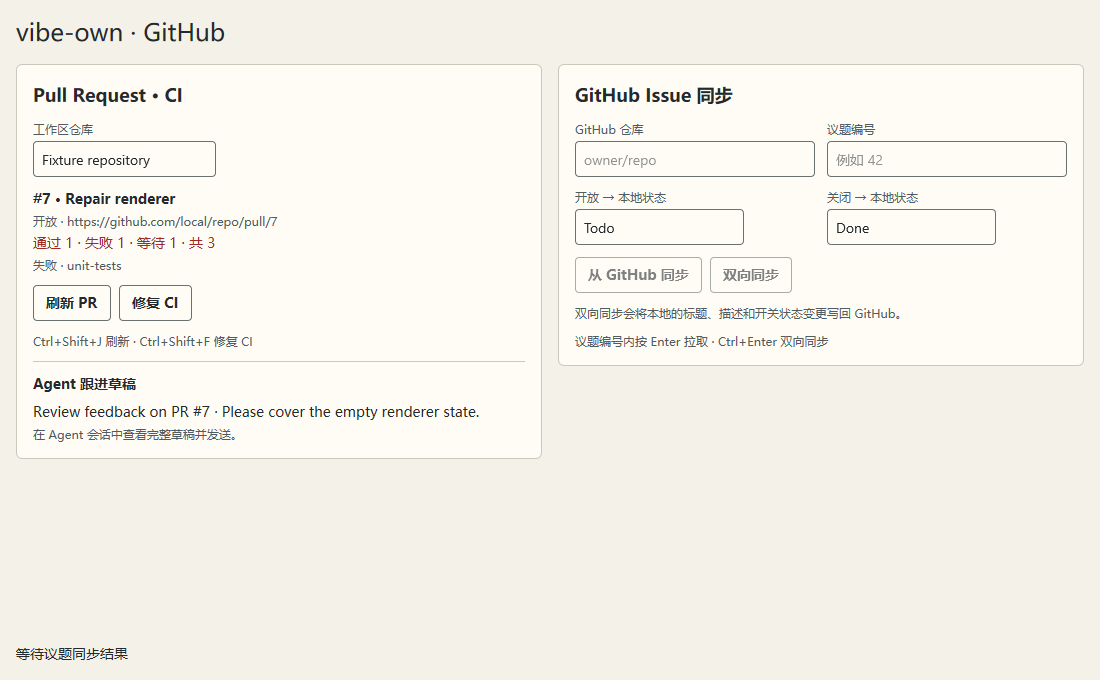 vibe-own · GitHub
Pull Request • CI
工作区仓库
Fixture repository
#7 • Repair renderer
开放 · https://github.com/local/repo/pull/7
通过 1 · 失败 1 · 等待 1 · 共 3
失败 · unit-tests
刷新 PR
修复 CI
Ctrl+Shift+J 刷新 · Ctrl+Shift+F 修复 CI
Agent 跟进草稿
Review feedback on PR #7 · Please cover the empty renderer state.
在 Agent 会话中查看完整草稿并发送。
GitHub Issue 同步
GitHub 仓库
owner/repo
议题编号
例如 42
开放 → 本地状态
Todo
关闭 → 本地状态
Done
从 GitHub 同步
双向同步
双向同步会将本地的标题、描述和开关状态变更写回 GitHub。
议题编号内按 Enter 拉取 · Ctrl+Enter 双向同步
等待议题同步结果